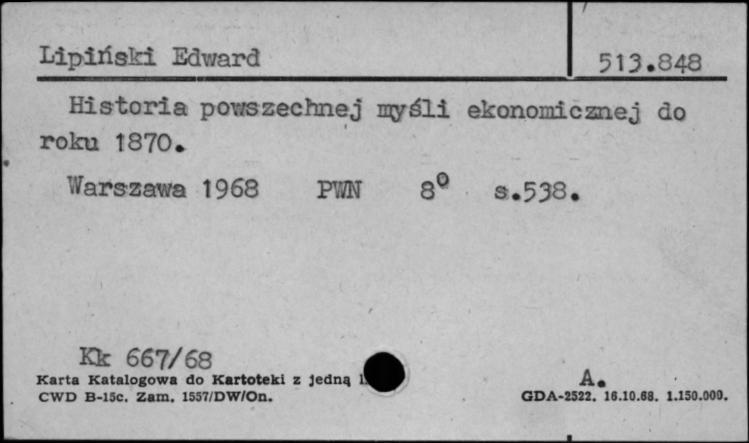 Lipiński Edward
513.848
Historia powszechnej myśli ekonomicznej do
roku 1870.
Warszawa 1968 PWN 8⁰ s.538.
Kk 667/68
Karta Katalogowa do Kartoteki z jedną
A.
CWD B-15c. Zam. 1557/DW/On.
GDA-2522. 16.10.68. 1.150.000.